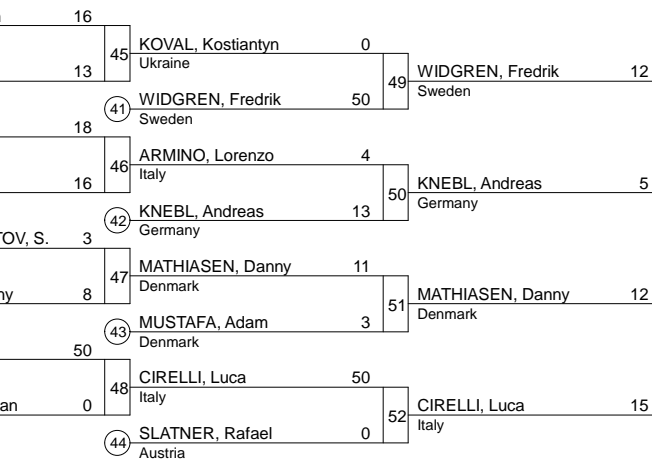 16
45 KOVAL, Kostiantyn 0
Ukraine
13
49 WIDGREN, Fredrik 12
Sweden
41 WIDGREN, Fredrik 50
Sweden
18
46 ARMINO, Lorenzo 4
Italy
16
50 KNEBL, Andreas 5
Germany
42 KNEBL, Andreas 13
Germany
TOV, S. 3
47 MATHIASEN, Danny 11
Denmark
ny 8
51 MATHIASEN, Danny 12
Denmark
43 MUSTAFA, Adam 3
Denmark
50
48 CIRELLI, Luca 50
Italy
an 0
52 CIRELLI, Luca 15
Italy
44 SLATNER, Rafael 0
Austria